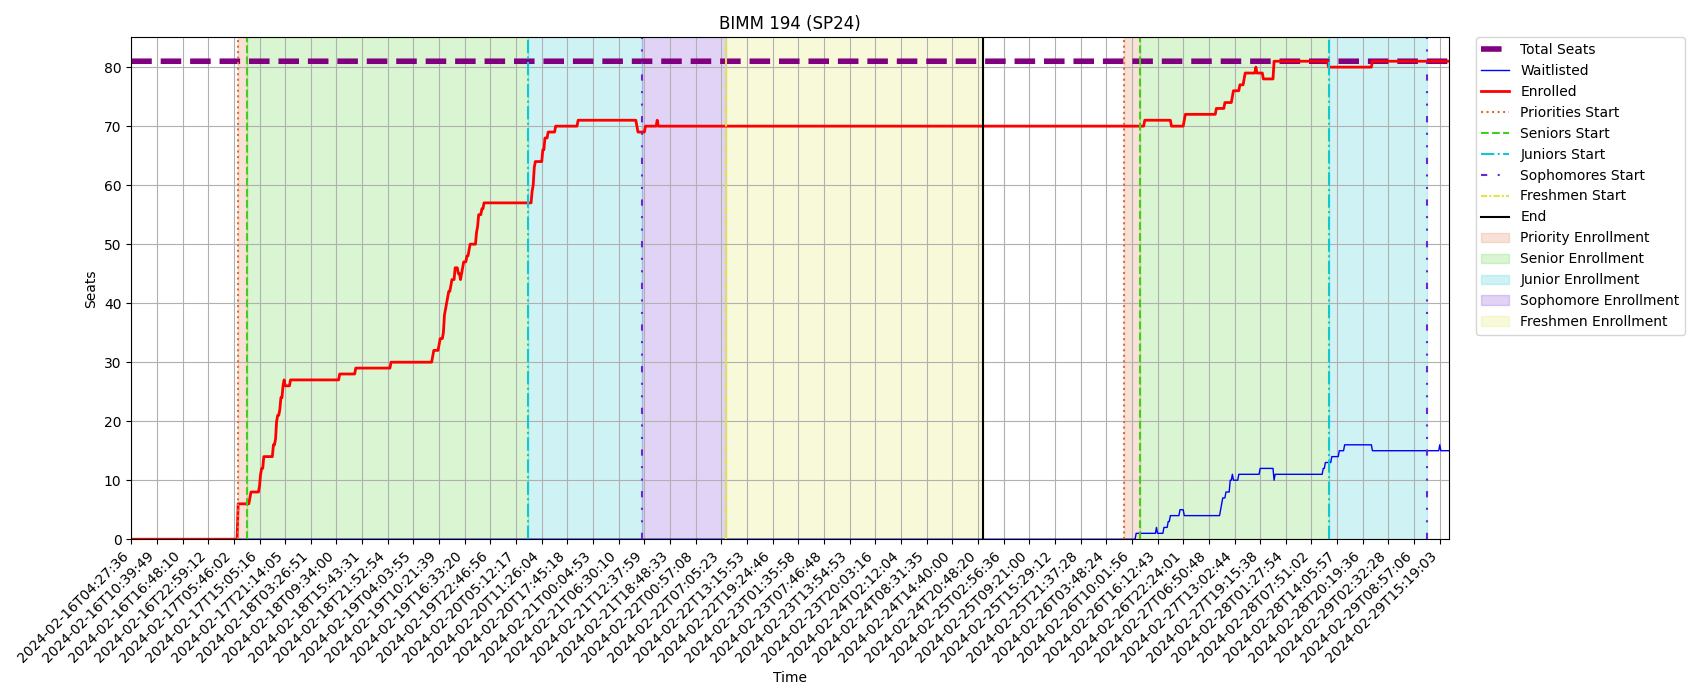 BIMM 194 (SP24)
Seats
80
70
60
50
40
30
20
10
0
2024-02-16T04:27:36
2024-02-16T10:39:49
2024-02-16T16:48:10
2024-02-16T22:59:12
2024-02-17T05:46:02
2024-02-17T15:05:16
2024-02-17T21:14:05
2024-02-18T03:26:51
2024-02-18T09:34:00
2024-02-18T15:43:31
2024-02-18T21:52:54
2024-02-19T04:03:55
2024-02-19T10:21:39
2024-02-19T16:33:20
2024-02-19T22:46:56
2024-02-20T05:12:17
2024-02-20T11:26:04
2024-02-20T17:45:18
2024-02-21T00:04:53
2024-02-21T06:30:10
2024-02-21T12:37:59
2024-02-21T18:48:33
2024-02-22T00:57:08
2024-02-22T07:05:23
2024-02-22T13:15:53
2024-02-22T19:24:46
2024-02-23T01:35:58
2024-02-23T07:46:48
2024-02-23T13:54:53
2024-02-23T20:03:16
2024-02-24T02:12:04
2024-02-24T08:31:35
2024-02-24T14:40:00
2024-02-24T20:48:20
2024-02-25T02:56:36
2024-02-25T09:21:00
2024-02-25T15:29:12
2024-02-25T21:37:28
2024-02-26T03:48:24
2024-02-26T10:01:56
2024-02-26T16:12:43
2024-02-26T22:24:01
2024-02-27T06:50:48
2024-02-27T13:02:44
2024-02-27T19:15:38
2024-02-28T01:27:54
2024-02-28T07:51:02
2024-02-28T14:05:57
2024-02-28T20:19:36
2024-02-29T02:32:28
2024-02-29T08:57:06
2024-02-29T15:19:03
Time
Total Seats
Waitlisted
Enrolled
Priorities Start
Seniors Start
Juniors Start
Sophomores Start
Freshmen Start
End
Priority Enrollment
Senior Enrollment
Junior Enrollment
Sophomore Enrollment
Freshmen Enrollment